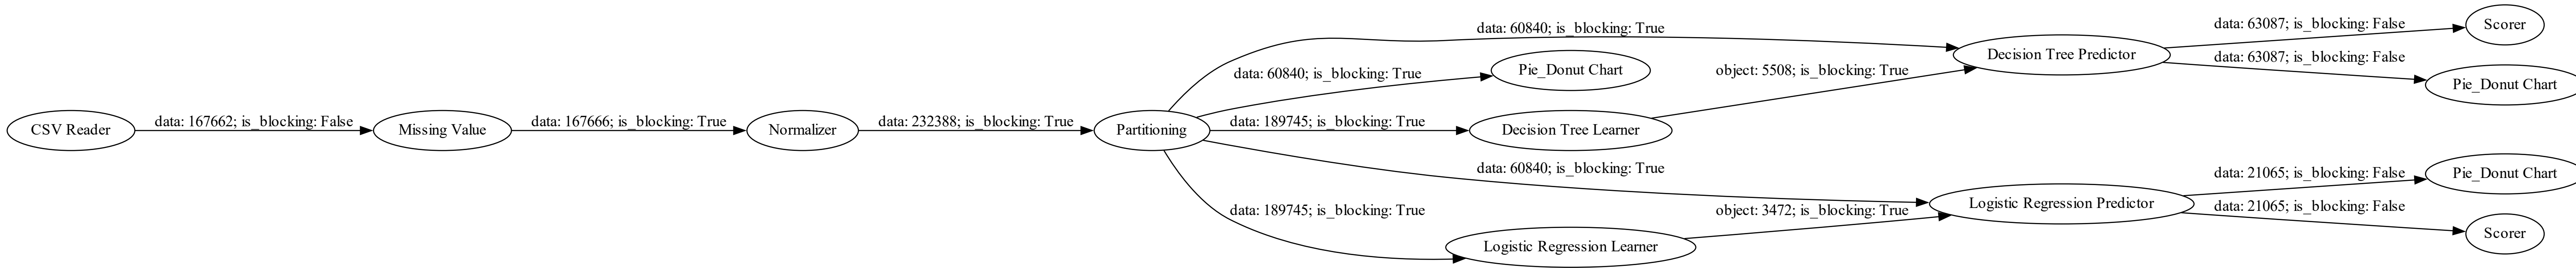 CSV Reader
data: 167662; is_blocking: False
Missing Value
data: 167666; is_blocking: True
Normalizer
data: 232388; is_blocking: True
Partitioning
data: 60840; is_blocking: True
data: 60840; is_blocking: True
Pie_Donut Chart
data: 189745; is_blocking: True
Decision Tree Learner
object: 5508; is_blocking: True
Decision Tree Predictor
data: 63087; is_blocking: False
Scorer
data: 63087; is_blocking: False
Pie_Donut Chart
data: 60840; is_blocking: True
data: 189745; is_blocking: True
Logistic Regression Learner
object: 3472; is_blocking: True
Logistic Regression Predictor
data: 21065; is_blocking: False
Pie_Donut Chart
data: 21065; is_blocking: False
Scorer